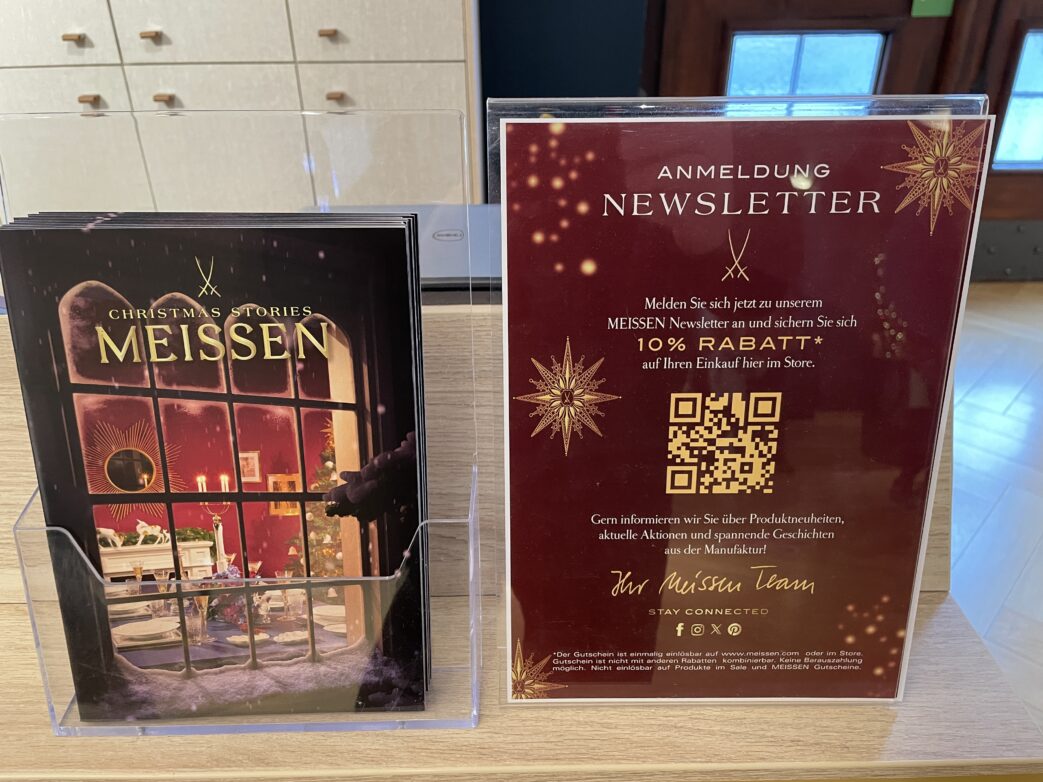 CHRISTMAS STORIES
MEISSEN
ANMELDUNG
NEWSLETTER
Melden Sie sich jetzt zu unserem
MEISSEN Newsletter an und sichern Sie sich
10% RABATT*
auf Ihren Einkauf hier im Store.
Gern informieren wir Sie über Produktneuheiten,
aktuelle Aktionen und spannende Geschichten
aus der Manufaktur!
Ihr Meissen Team
STAY CONNECTED
*Der Gutschein ist einmalig einlösbar auf www.meissen.com oder im Store.
Gutschein ist nicht mit anderen Rabatten kombinierbar. Keine Barauszahlung
möglich. Nicht einlösbar auf Produkte im Sale und MEISSEN Gutscheine.